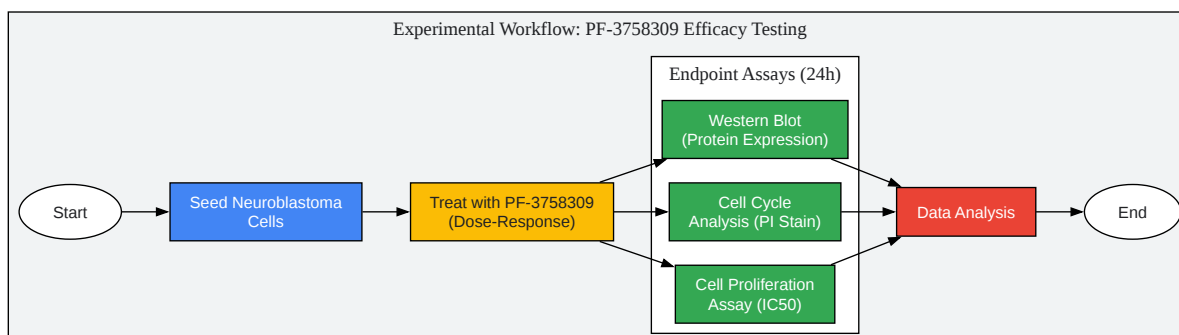 Experimental Workflow: PF-3758309 Efficacy Testing
Endpoint Assays (24h)
Start
Seed Neuroblastoma
Cells
Treat with PF-3758309
(Dose-Response)
Western Blot
(Protein Expression)
Cell Cycle
Analysis (PI Stain)
Cell Proliferation
Assay (IC50)
Data Analysis
End